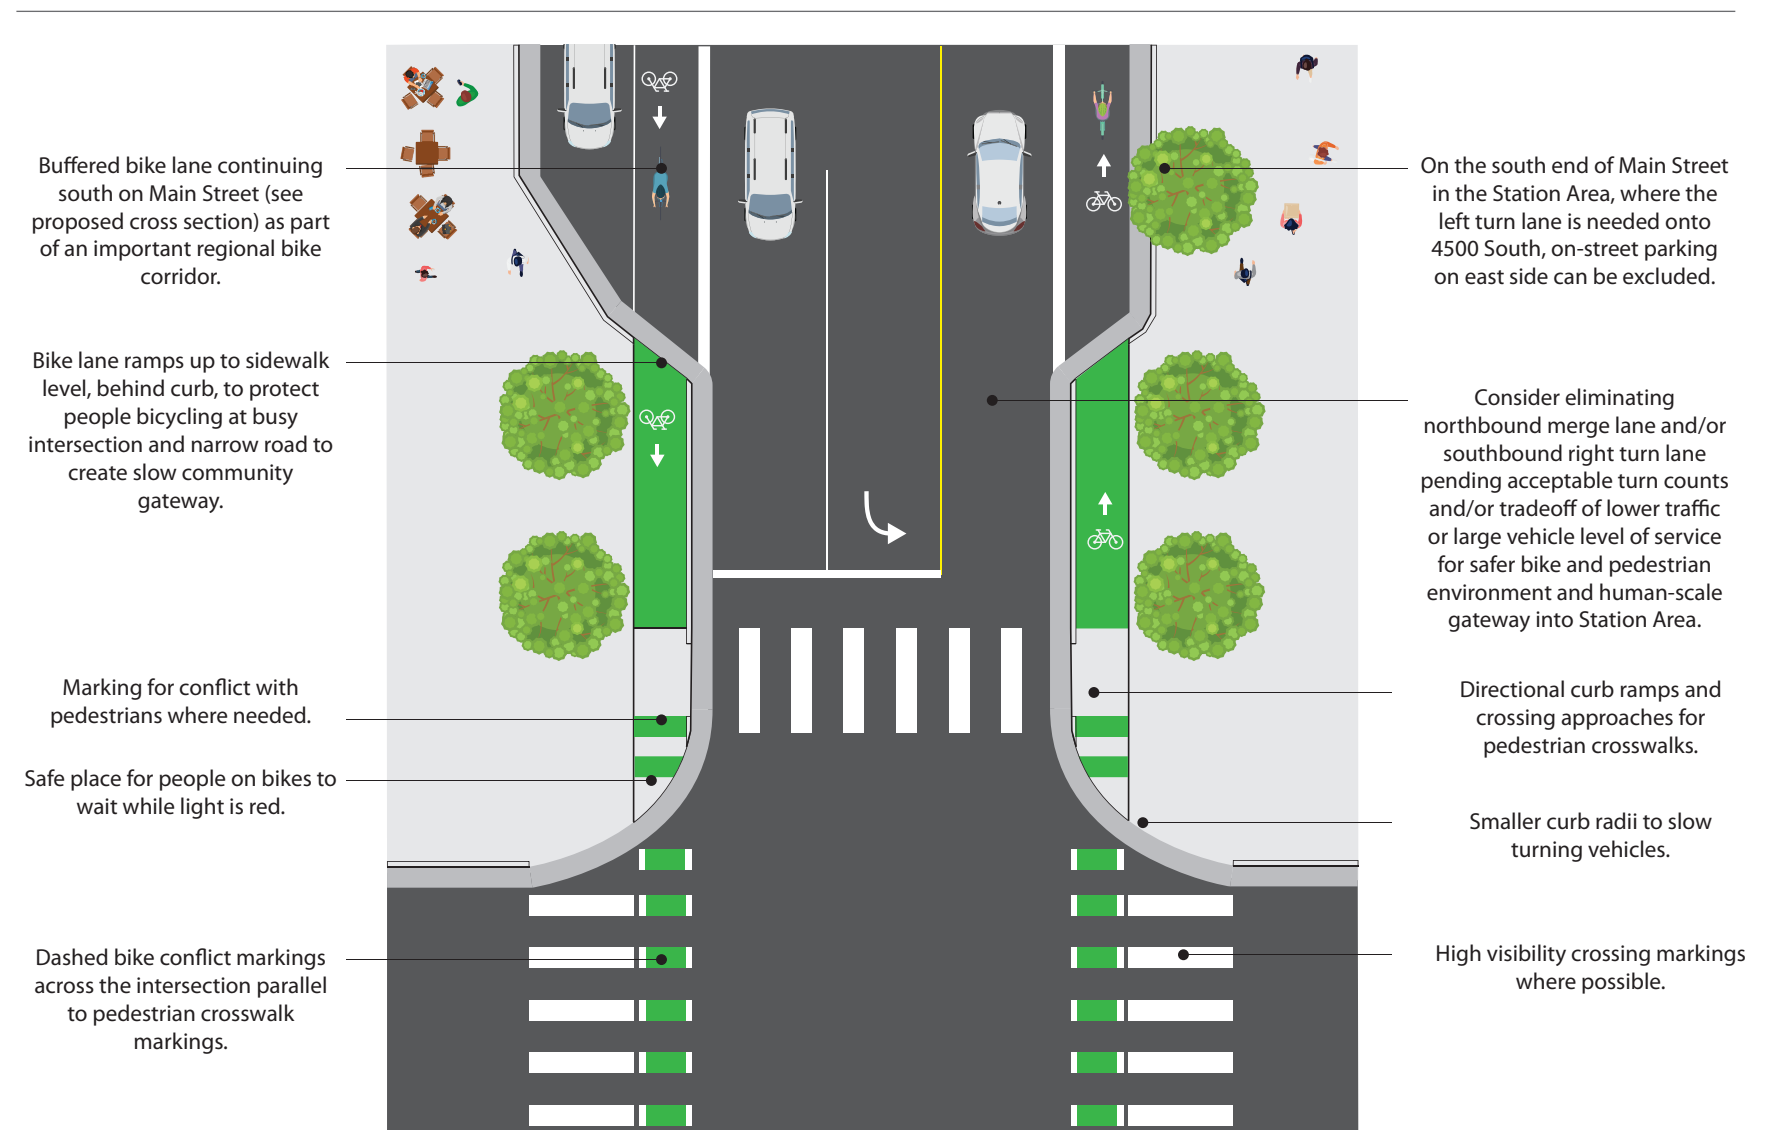 Buffered bike lane continuing
south on Main Street (see
proposed cross section) as part
of an important regional bike
corridor.
Bike lane ramps up to sidewalk
level, behind curb, to protect
people bicycling at busy
intersection and narrow road to
create slow community
gateway.
Marking for conflict with
pedestrians where needed.
Safe place for people on bikes to
wait while light is red.
Dashed bike conflict markings
across the intersection parallel
to pedestrian crosswalk
markings.
On the south end of Main Street
in the Station Area, where the
left turn lane is needed onto
4500 South, on-street parking
on east side can be excluded.
Consider eliminating
northbound merge lane and/or
southbound right turn lane
pending acceptable turn counts
and/or tradeoff of lower traffic
or large vehicle level of service
for safer bike and pedestrian
environment and human-scale
gateway into Station Area.
Directional curb ramps and
crossing approaches for
pedestrian crosswalks.
Smaller curb radii to slow
turning vehicles.
High visibility crossing markings
where possible.